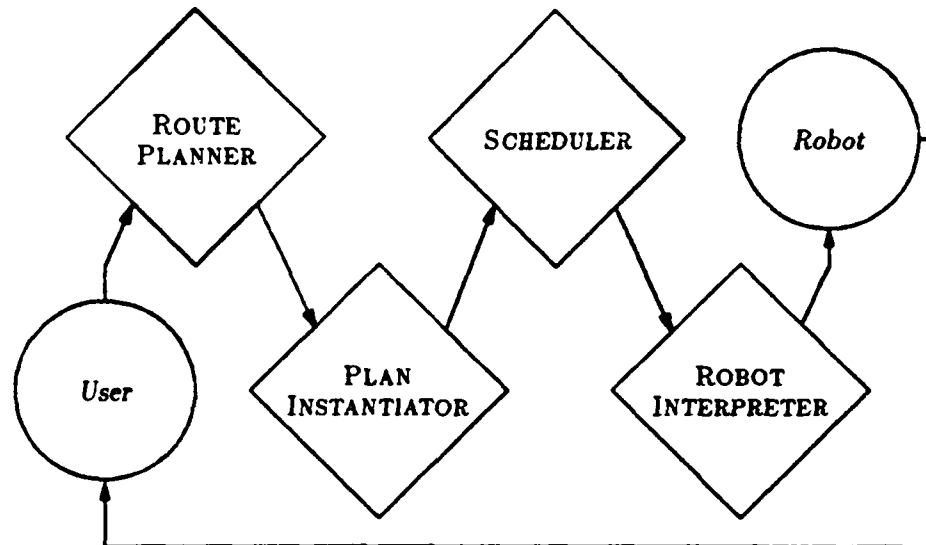 ROUTE
PLANNER
SCHEDULER
Robot
User
PLAN
INSTANTIATOR
ROBOT
INTERPRETER